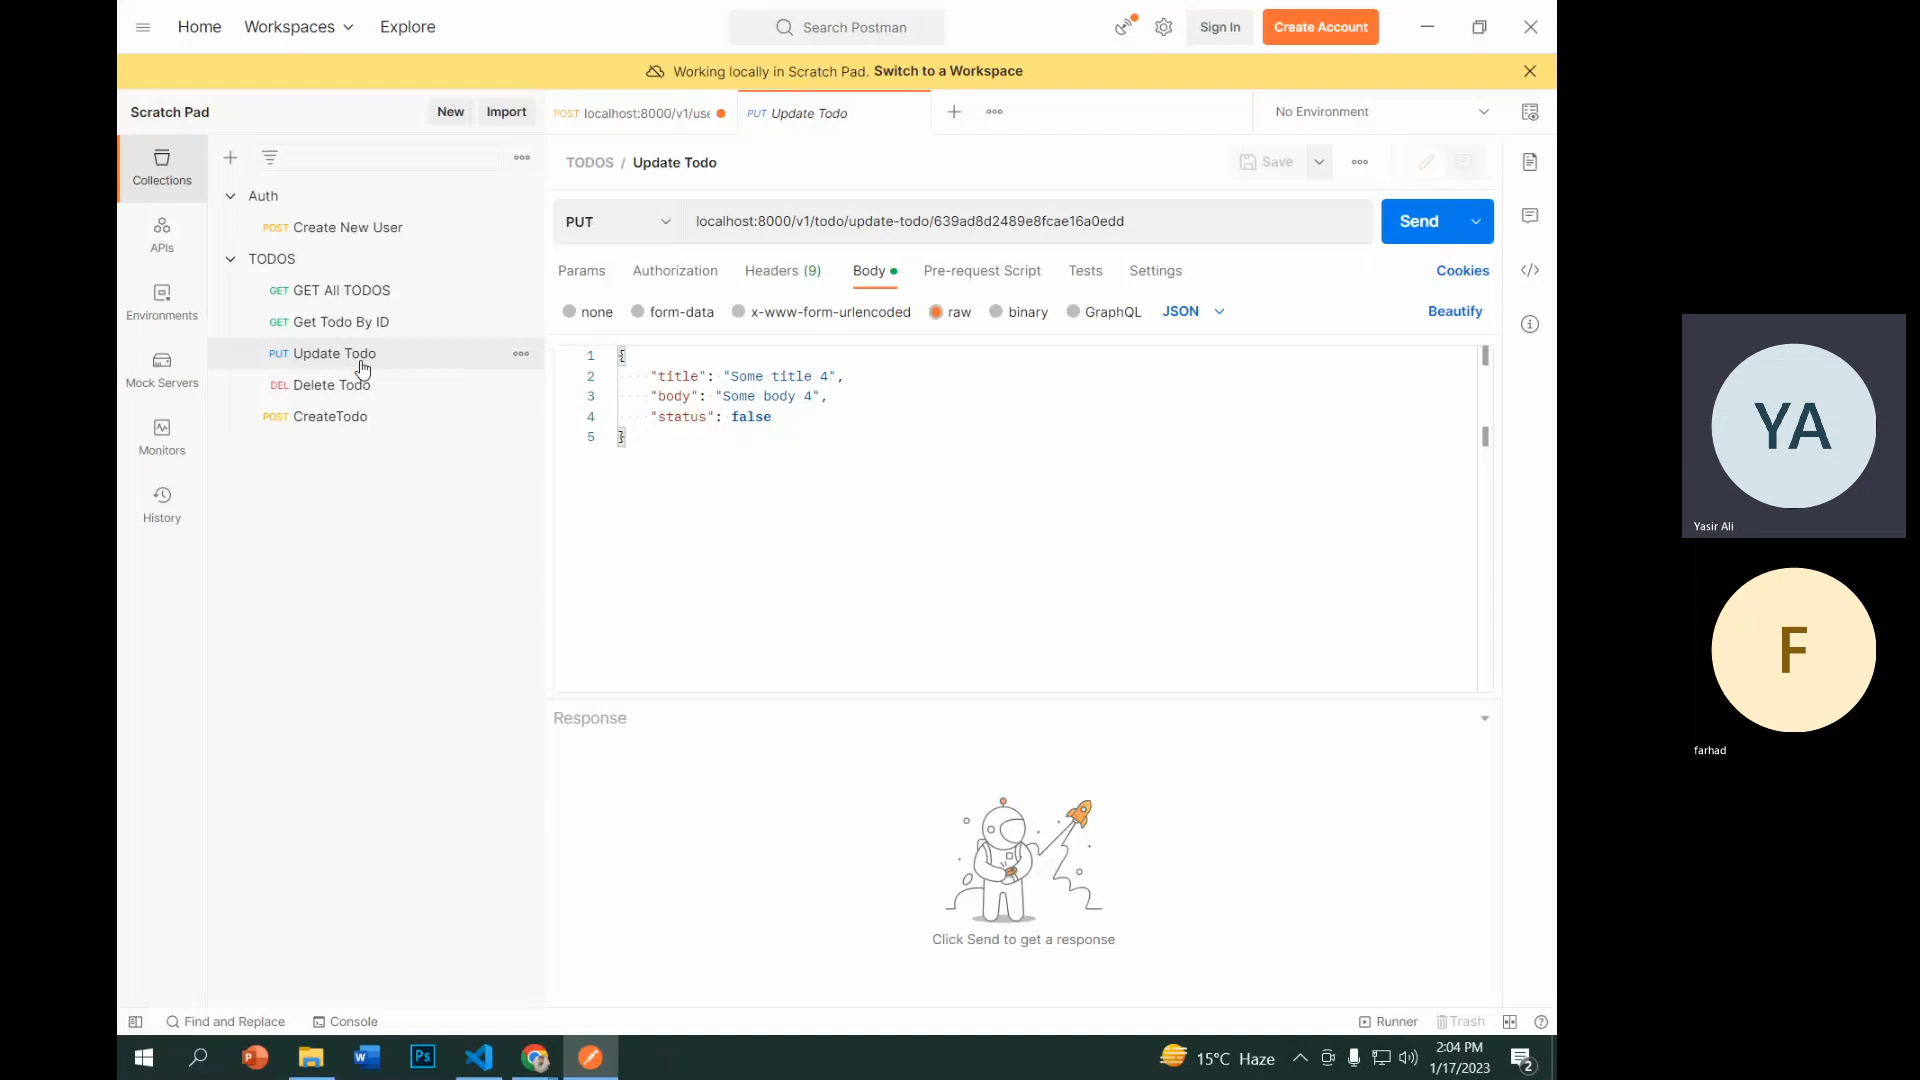 Home
Workspaces
Explore
Search Postman
Sign In
Create Account
Working locally in Scratch Pad. Switch to a Workspace
Scratch Pad
New
Import
POST localhost:8000/v1/use
PUT Update Todo
No Environment
Collections
APIs
Environments
Mock Servers
Monitors
History
Auth
POST Create New User
TODOS
GET GET All TODOS
GET Get Todo By ID
PUT Update Todo
DEL Delete Todo
POST CreateTodo
TODOS / Update Todo
Save
PUT
localhost:8000/v1/todo/update-todo/639ad8d2489e8fcae16a0edd
Send
Params
Authorization
Headers (9)
Body
Pre-request Script
Tests
Settings
Cookies
none
form-data
x-www-form-urlencoded
raw
binary
GraphQL
JSON
Beautify
1 {
2 "title": "Some title 4",
3 "body": "Some body 4",
4 "status": false
5 }
Response
Click Send to get a response
Find and Replace
Console
Runner
Trash
15°C Haze
2:04 PM
1/17/2023
2
P
W
Ps
YA
Yasir Ali
F
farhad